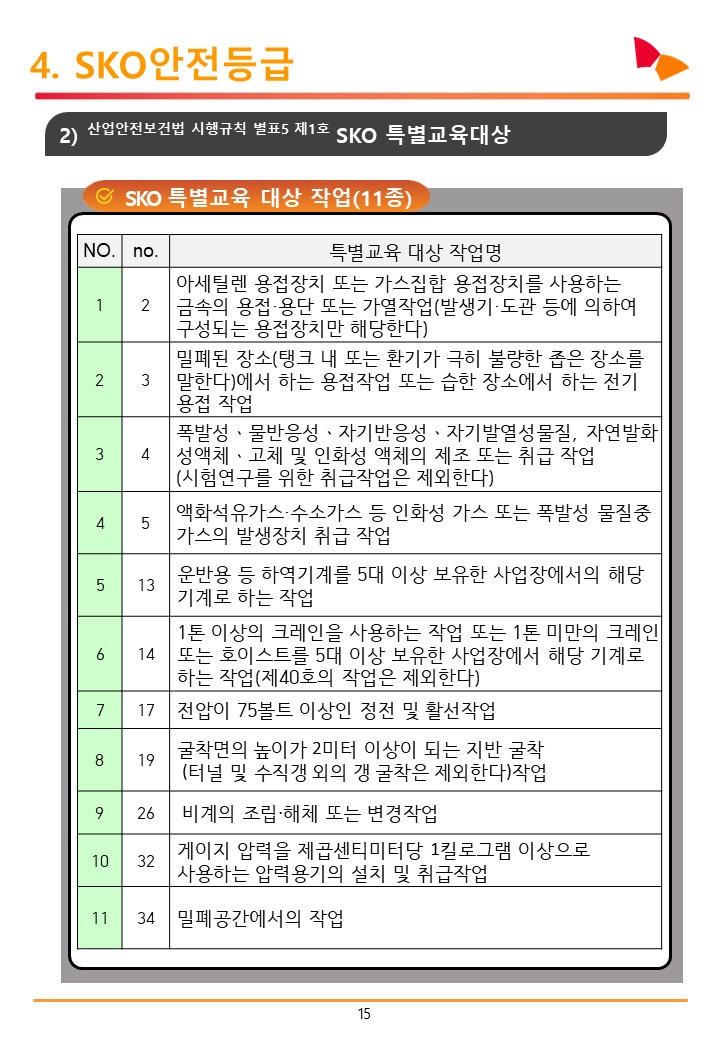 4. SKO안전등급
2) 산업안전보건법 시행규칙 별표5 제1호 SKO 특별교육대상
SKO 특별교육 대상 작업(11종)
NO. no. 특별교육 대상 작업명
1 2 아세틸렌 용접장치 또는 가스집합 용접장치를 사용하는
금속의 용접·용단 또는 가열작업(발생기·도관 등에 의하여
구성되는 용접장치만 해당한다)
2 3 밀폐된 장소(탱크 내 또는 환기가 극히 불량한 좁은 장소를
말한다)에서 하는 용접작업 또는 습한 장소에서 하는 전기
용접 작업
3 4 폭발성ㆍ물반응성ㆍ자기반응성ㆍ자기발열성물질, 자연발화
성액체ㆍ고체 및 인화성 액체의 제조 또는 취급 작업
(시험연구를 위한 취급작업은 제외한다)
4 5 액화석유가스·수소가스 등 인화성 가스 또는 폭발성 물질중
가스의 발생장치 취급 작업
5 13 운반용 등 하역기계를 5대 이상 보유한 사업장에서의 해당
기계로 하는 작업
6 14 1톤 이상의 크레인을 사용하는 작업 또는 1톤 미만의 크레인
또는 호이스트를 5대 이상 보유한 사업장에서 해당 기계로
하는 작업(제40호의 작업은 제외한다)
7 17 전압이 75볼트 이상인 정전 및 활선작업
8 19 굴착면의 높이가 2미터 이상이 되는 지반 굴착
(터널 및 수직갱 외의 갱 굴착은 제외한다)작업
9 26 비계의 조립·해체 또는 변경작업
10 32 게이지 압력을 제곱센티미터당 1킬로그램 이상으로
사용하는 압력용기의 설치 및 취급작업
11 34 밀폐공간에서의 작업
15